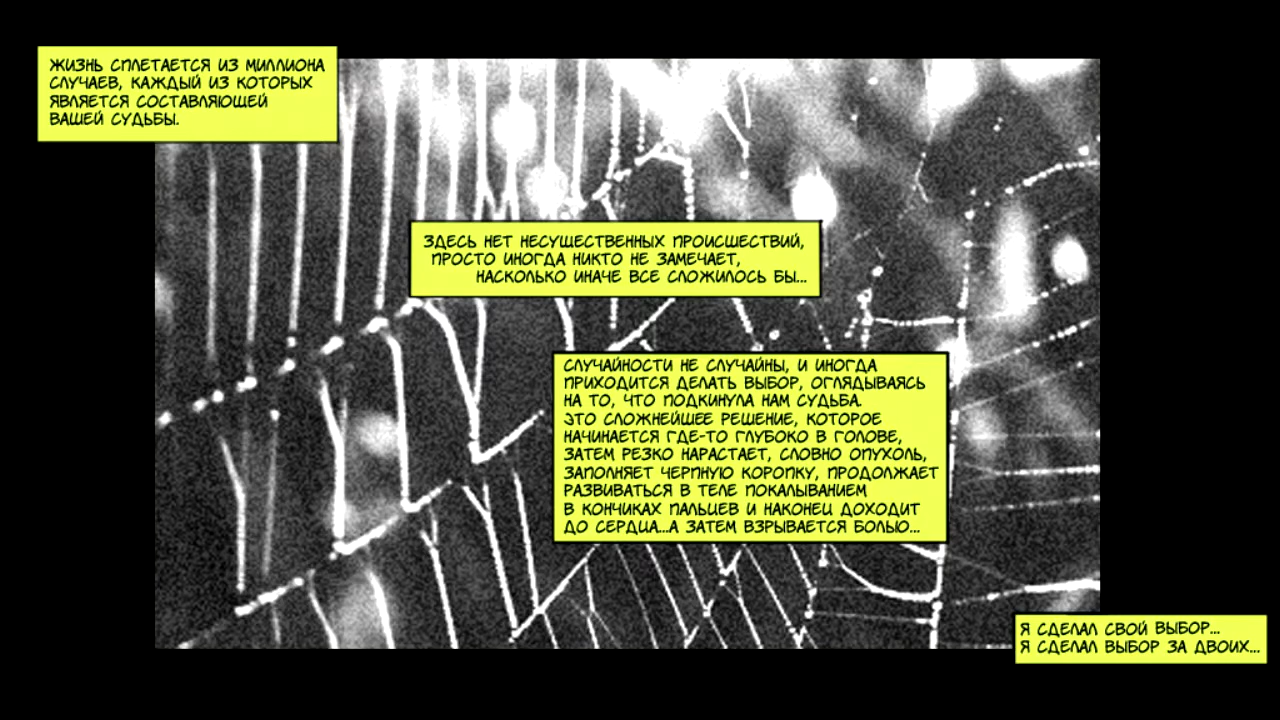 ЖИЗНЬ СПЛЕТАЕТСЯ ИЗ МИЛЛИОНА
СЛУЧАЕВ, КАЖДЫЙ ИЗ КОТОРЫХ
ЯВЛЯЕТСЯ СОСТАВЛЯЮЩЕЙ
ВАШЕЙ СУДЬБЫ.
ЗДЕСЬ НЕТ НЕСУЩЕСТВЕННЫХ ПРОИСШЕСТВИЙ,
ПРОСТО ИНОГДА НИКТО НЕ ЗАМЕЧАЕТ,
НАСКОЛЬКО ИНАЧЕ ВСЕ СЛОЖИЛОСЬ БЫ...
СЛУЧАЙНОСТИ НЕ СЛУЧАЙНЫ, И ИНОГДА
ПРИХОДИТСЯ ДЕЛАТЬ ВЫБОР, ОГЛЯДЫВАЯСЬ
НА ТО, ЧТО ПОДКИНУЛА НАМ СУДЬБА.
ЭТО СЛОЖНЕЙШЕЕ РЕШЕНИЕ, КОТОРОЕ
НАЧИНАЕТСЯ ГДЕ-ТО ГЛУБОКО В ГОЛОВЕ,
ЗАТЕМ РЕЗКО НАРАСТАЕТ, СЛОВНО ОПУХОЛЬ,
ЗАПОЛНЯЕТ ЧЕРПНУЮ КОРОПКУ, ПРОДОЛЖАЕТ
РАЗВИВАТЬСЯ В ТЕЛЕ ПОКАЛЫВАНИЕМ
В КОНЧИКАХ ПАЛЬЦЕВ И НАКОНЕЦ ДОХОДИТ
ДО СЕРДЦА...А ЗАТЕМ ВЗРЫВАЕТСЯ БОЛЬЮ...
Я СДЕЛАЛ СВОЙ ВЫБОР...
Я СДЕЛАЛ ВЫБОР ЗА ДВОИХ...